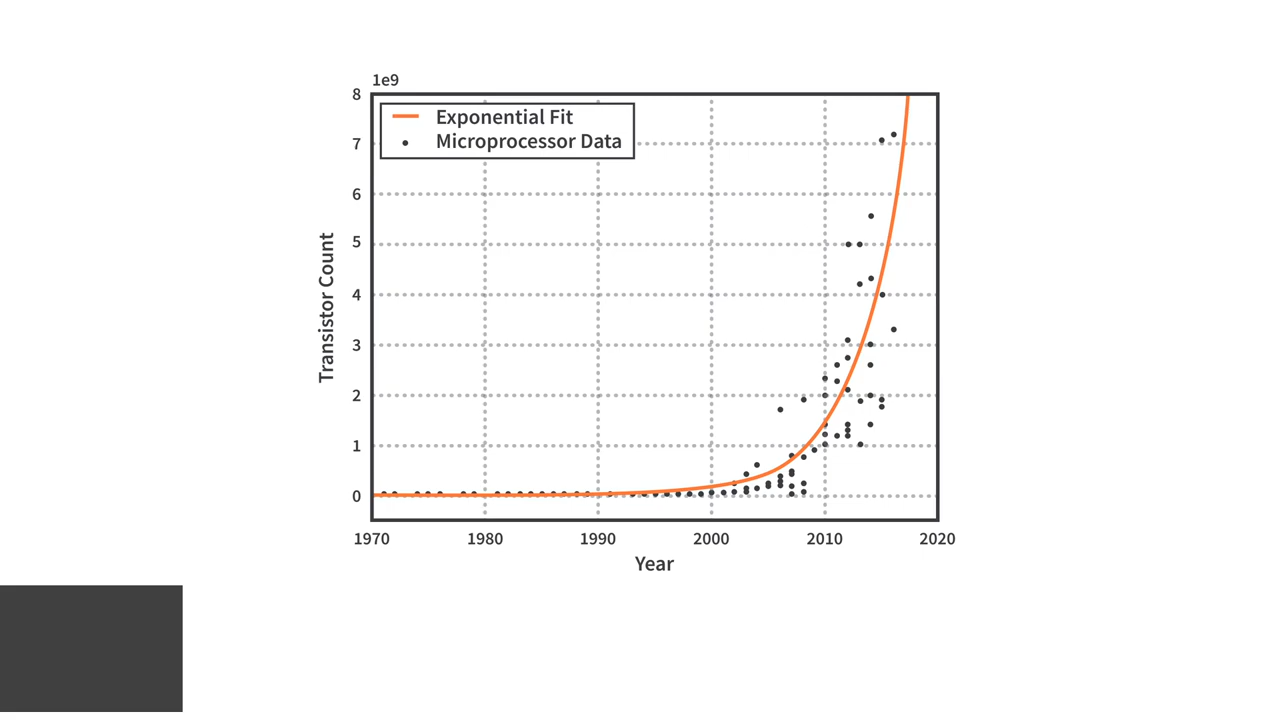 1e9
8
7
6
5
4
3
2
1
0
Transistor Count
Exponential Fit
Microprocessor Data
1970 1980 1990 2000 2010 2020
Year